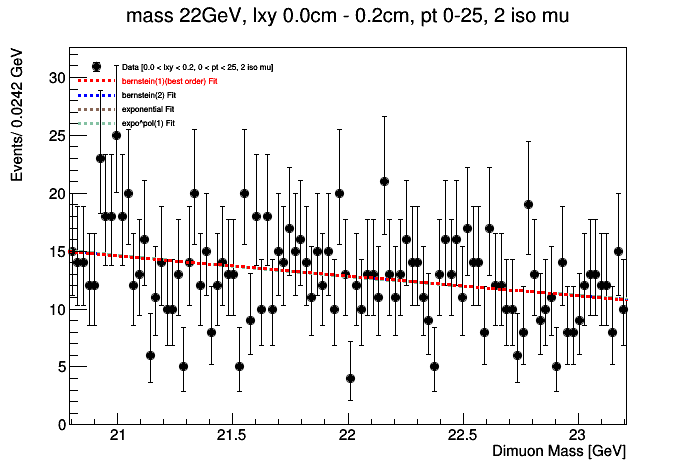 mass 22GeV, lxy 0.0cm - 0.2cm, pt 0-25, 2 iso mu
Events/ 0.0242 GeV
Data [0.0 < lxy < 0.2, 0 < pt < 25, 2 iso mu]
bernstein(1)(best order) Fit
bernstein(2) Fit
exponential Fit
expo*pol(1) Fit
30
25
20
15
10
5
0
21
21.5
22
22.5
23
Dimuon Mass [GeV]